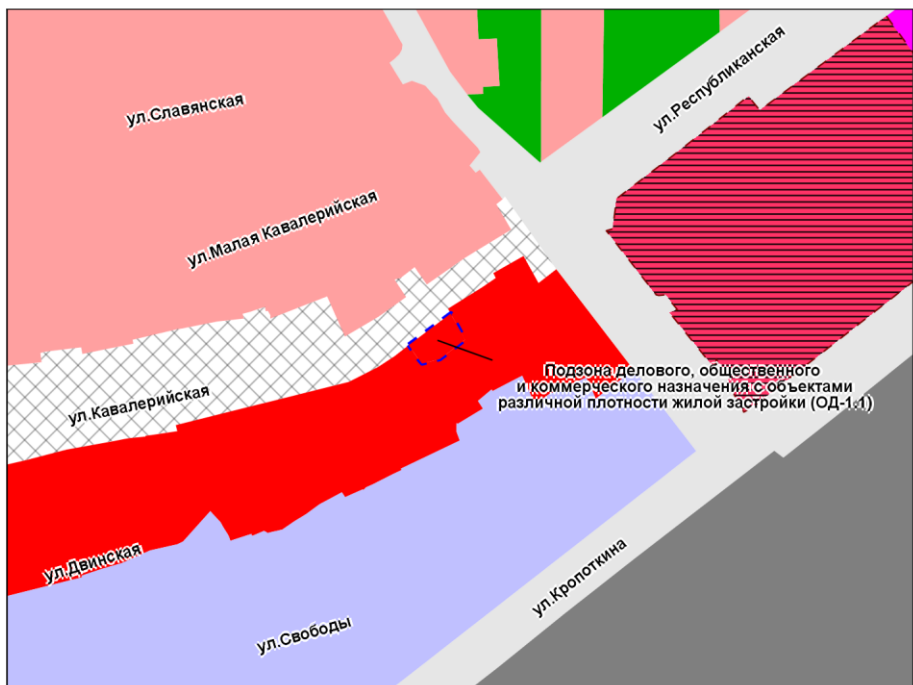 ул.Славянская
ул.Республиканская
ул.Малая Кавалерийская
Подзона делового, общественного
и коммерческого назначения с объектами
различной плотности жилой застройки (ОД-1.1)
ул.Кавалерийская
ул.Двинская
ул.Кропоткина
ул.Свободы